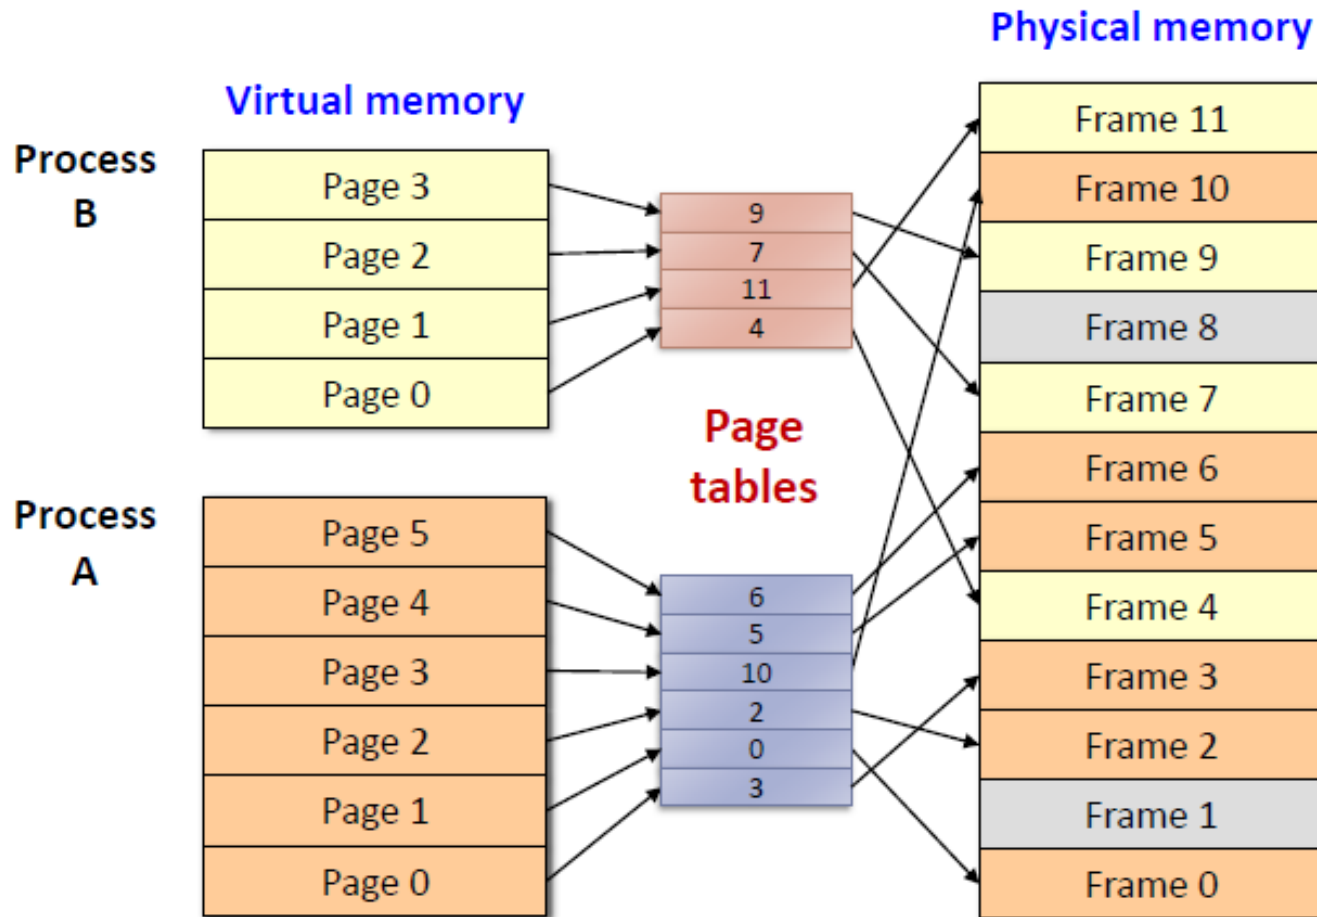 Physical memory
Virtual memory
Process
B
Page 3
Page 2
Page 1
Page 0
9
7
11
4
Page
tables
Process
A
Page 5
Page 4
Page 3
Page 2
Page 1
Page 0
6
5
10
2
0
3
Frame 11
Frame 10
Frame 9
Frame 8
Frame 7
Frame 6
Frame 5
Frame 4
Frame 3
Frame 2
Frame 1
Frame 0